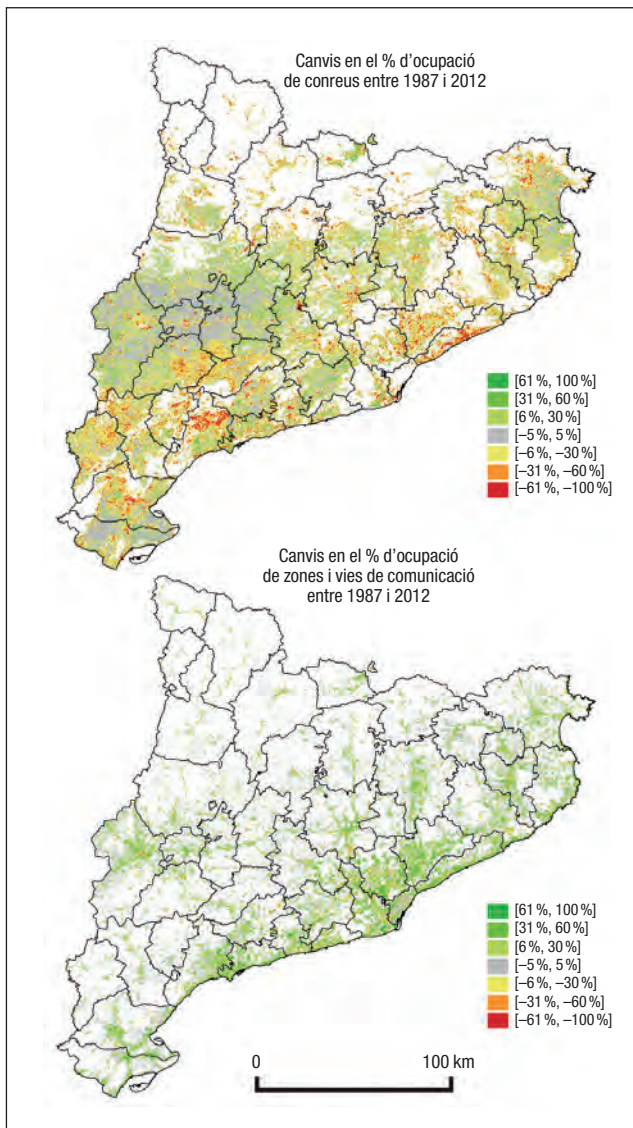 Canvis en el % d'ocupació
de conreus entre 1987 i 2012
[61 %, 100 %]
[31 %, 60 %]
[6 %, 30 %]
[–5 %, 5 %]
[–6 %, –30 %]
[–31 %, –60 %]
[–61 %, –100 %]
Canvis en el % d'ocupació
de zones i vies de comunicació
entre 1987 i 2012
[61 %, 100 %]
[31 %, 60 %]
[6 %, 30 %]
[–5 %, 5 %]
[–6 %, –30 %]
[–31 %, –60 %]
[–61 %, –100 %]
0 100 km